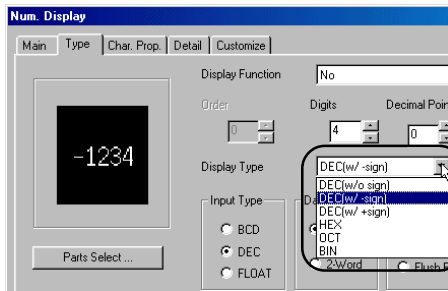 Num. Display
Main Type Char. Prop. Detail Customize
Display Function No
Order Digits Decimal Poin
0 4 0
-1234
Display Type DEC(w/ -sign)
DEC(w/o sign)
DEC(w/ -sign)
DEC(w/ +sign)
HEX
OCT
BIN
Input Type
BCD
DEC
FLOAT
2-Word
Parts Select ...